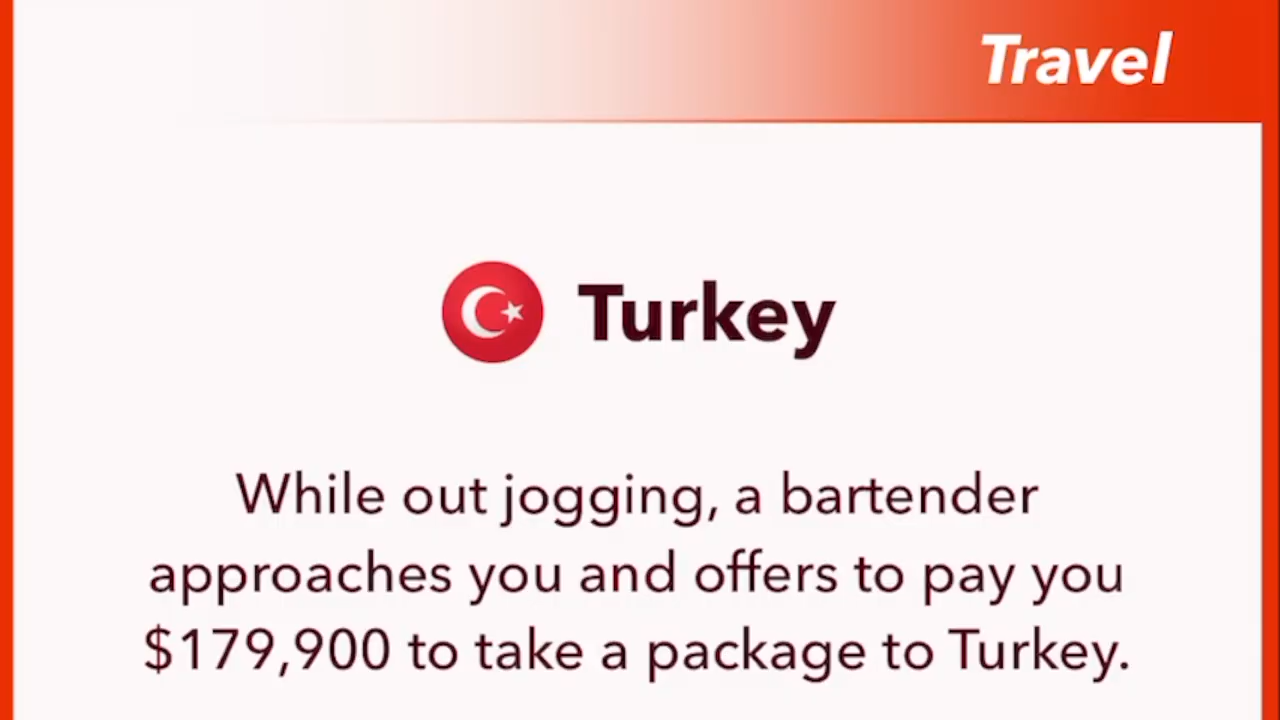 Travel
Turkey
While out jogging, a bartender
approaches you and offers to pay you
$179,900 to take a package to Turkey.